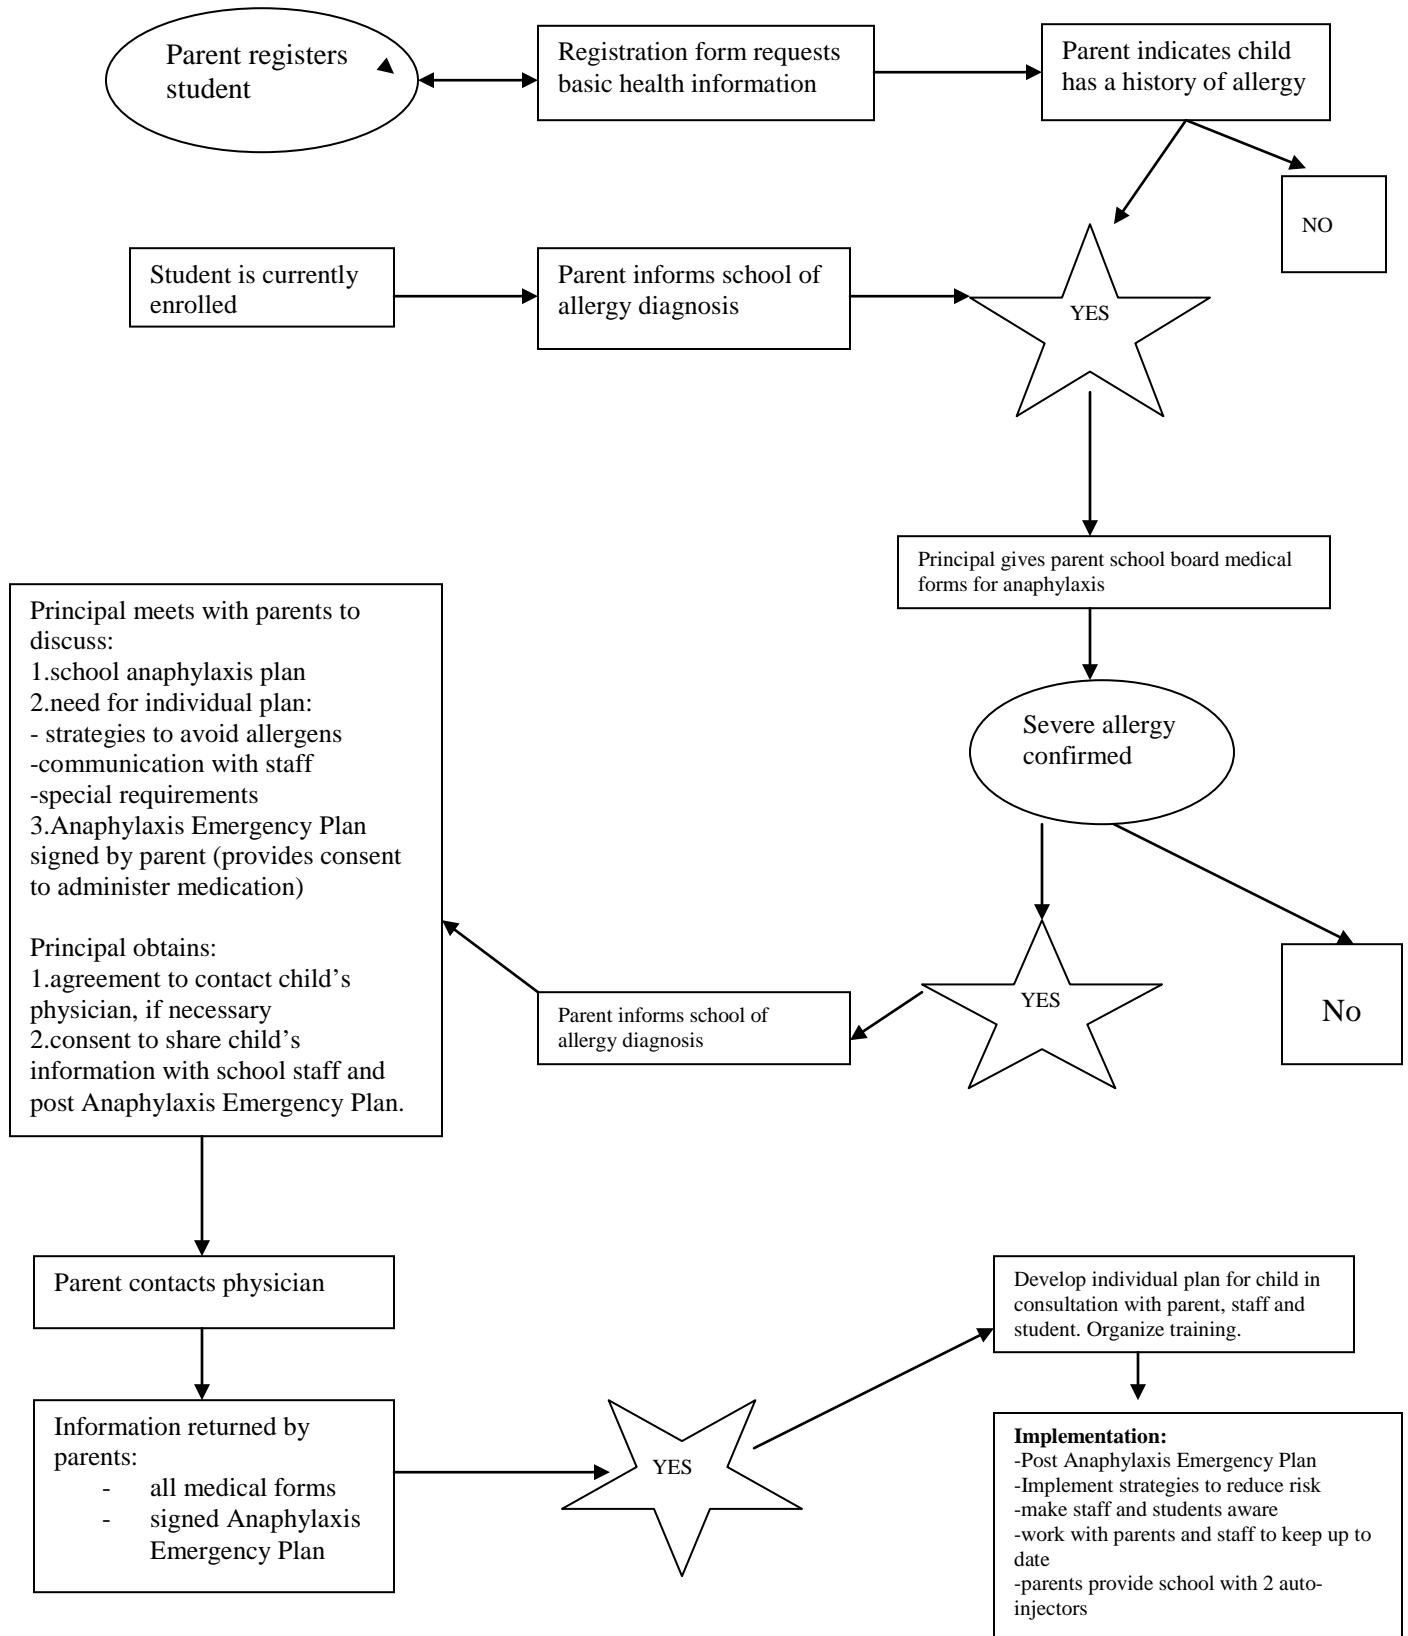 Parent registers
student
Registration form requests
basic health information
Parent indicates child
has a history of allergy
NO
Student is currently
enrolled
Parent informs school of
allergy diagnosis
YES
Principal gives parent school board medical
forms for anaphylaxis
Severe allergy
confirmed
YES
No
Parent informs school of
allergy diagnosis
Principal meets with parents to
discuss:
1.school anaphylaxis plan
2.need for individual plan:
- strategies to avoid allergens
-communication with staff
-special requirements
3.Anaphylaxis Emergency Plan
signed by parent (provides consent
to administer medication)
Principal obtains:
1.agreement to contact child’s
physician, if necessary
2.consent to share child’s
information with school staff and
post Anaphylaxis Emergency Plan.
Parent contacts physician
Information returned by
parents:
- all medical forms
- signed Anaphylaxis
Emergency Plan
YES
Develop individual plan for child in
consultation with parent, staff and
student. Organize training.
Implementation:
-Post Anaphylaxis Emergency Plan
-Implement strategies to reduce risk
-make staff and students aware
-work with parents and staff to keep up to
date
-parents provide school with 2 auto-
injectors